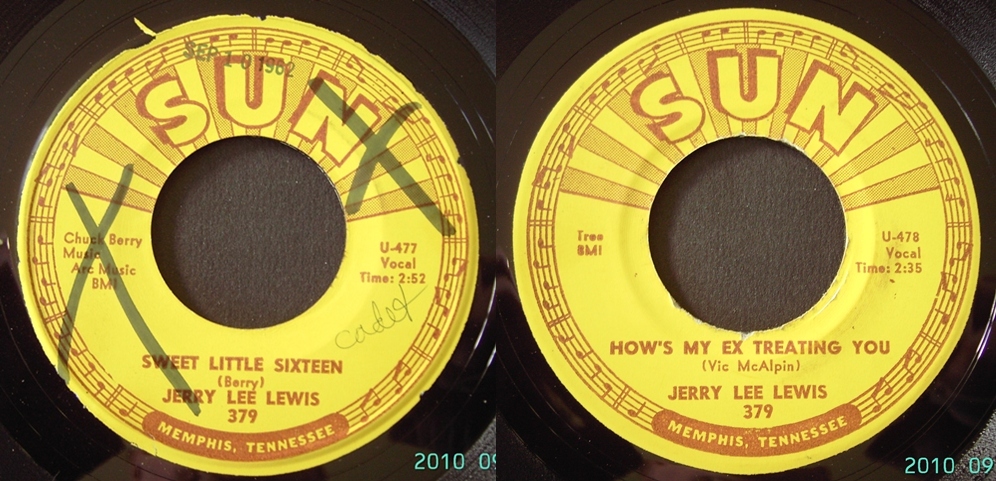 SEP 10 1962
SUN
Chuck Berry
Music
Arc Music
BMI
U-477
Vocal
Time: 2:52
cadet
SWEET LITTLE SIXTEEN
(Berry)
JERRY LEE LEWIS
379
MEMPHIS, TENNESSEE
2010 09
SUN
Tree
BMI
U-478
Vocal
Time: 2:35
HOW'S MY EX TREATING YOU
(Vic McAlpin)
JERRY LEE LEWIS
379
MEMPHIS, TENNESSEE
2010 09